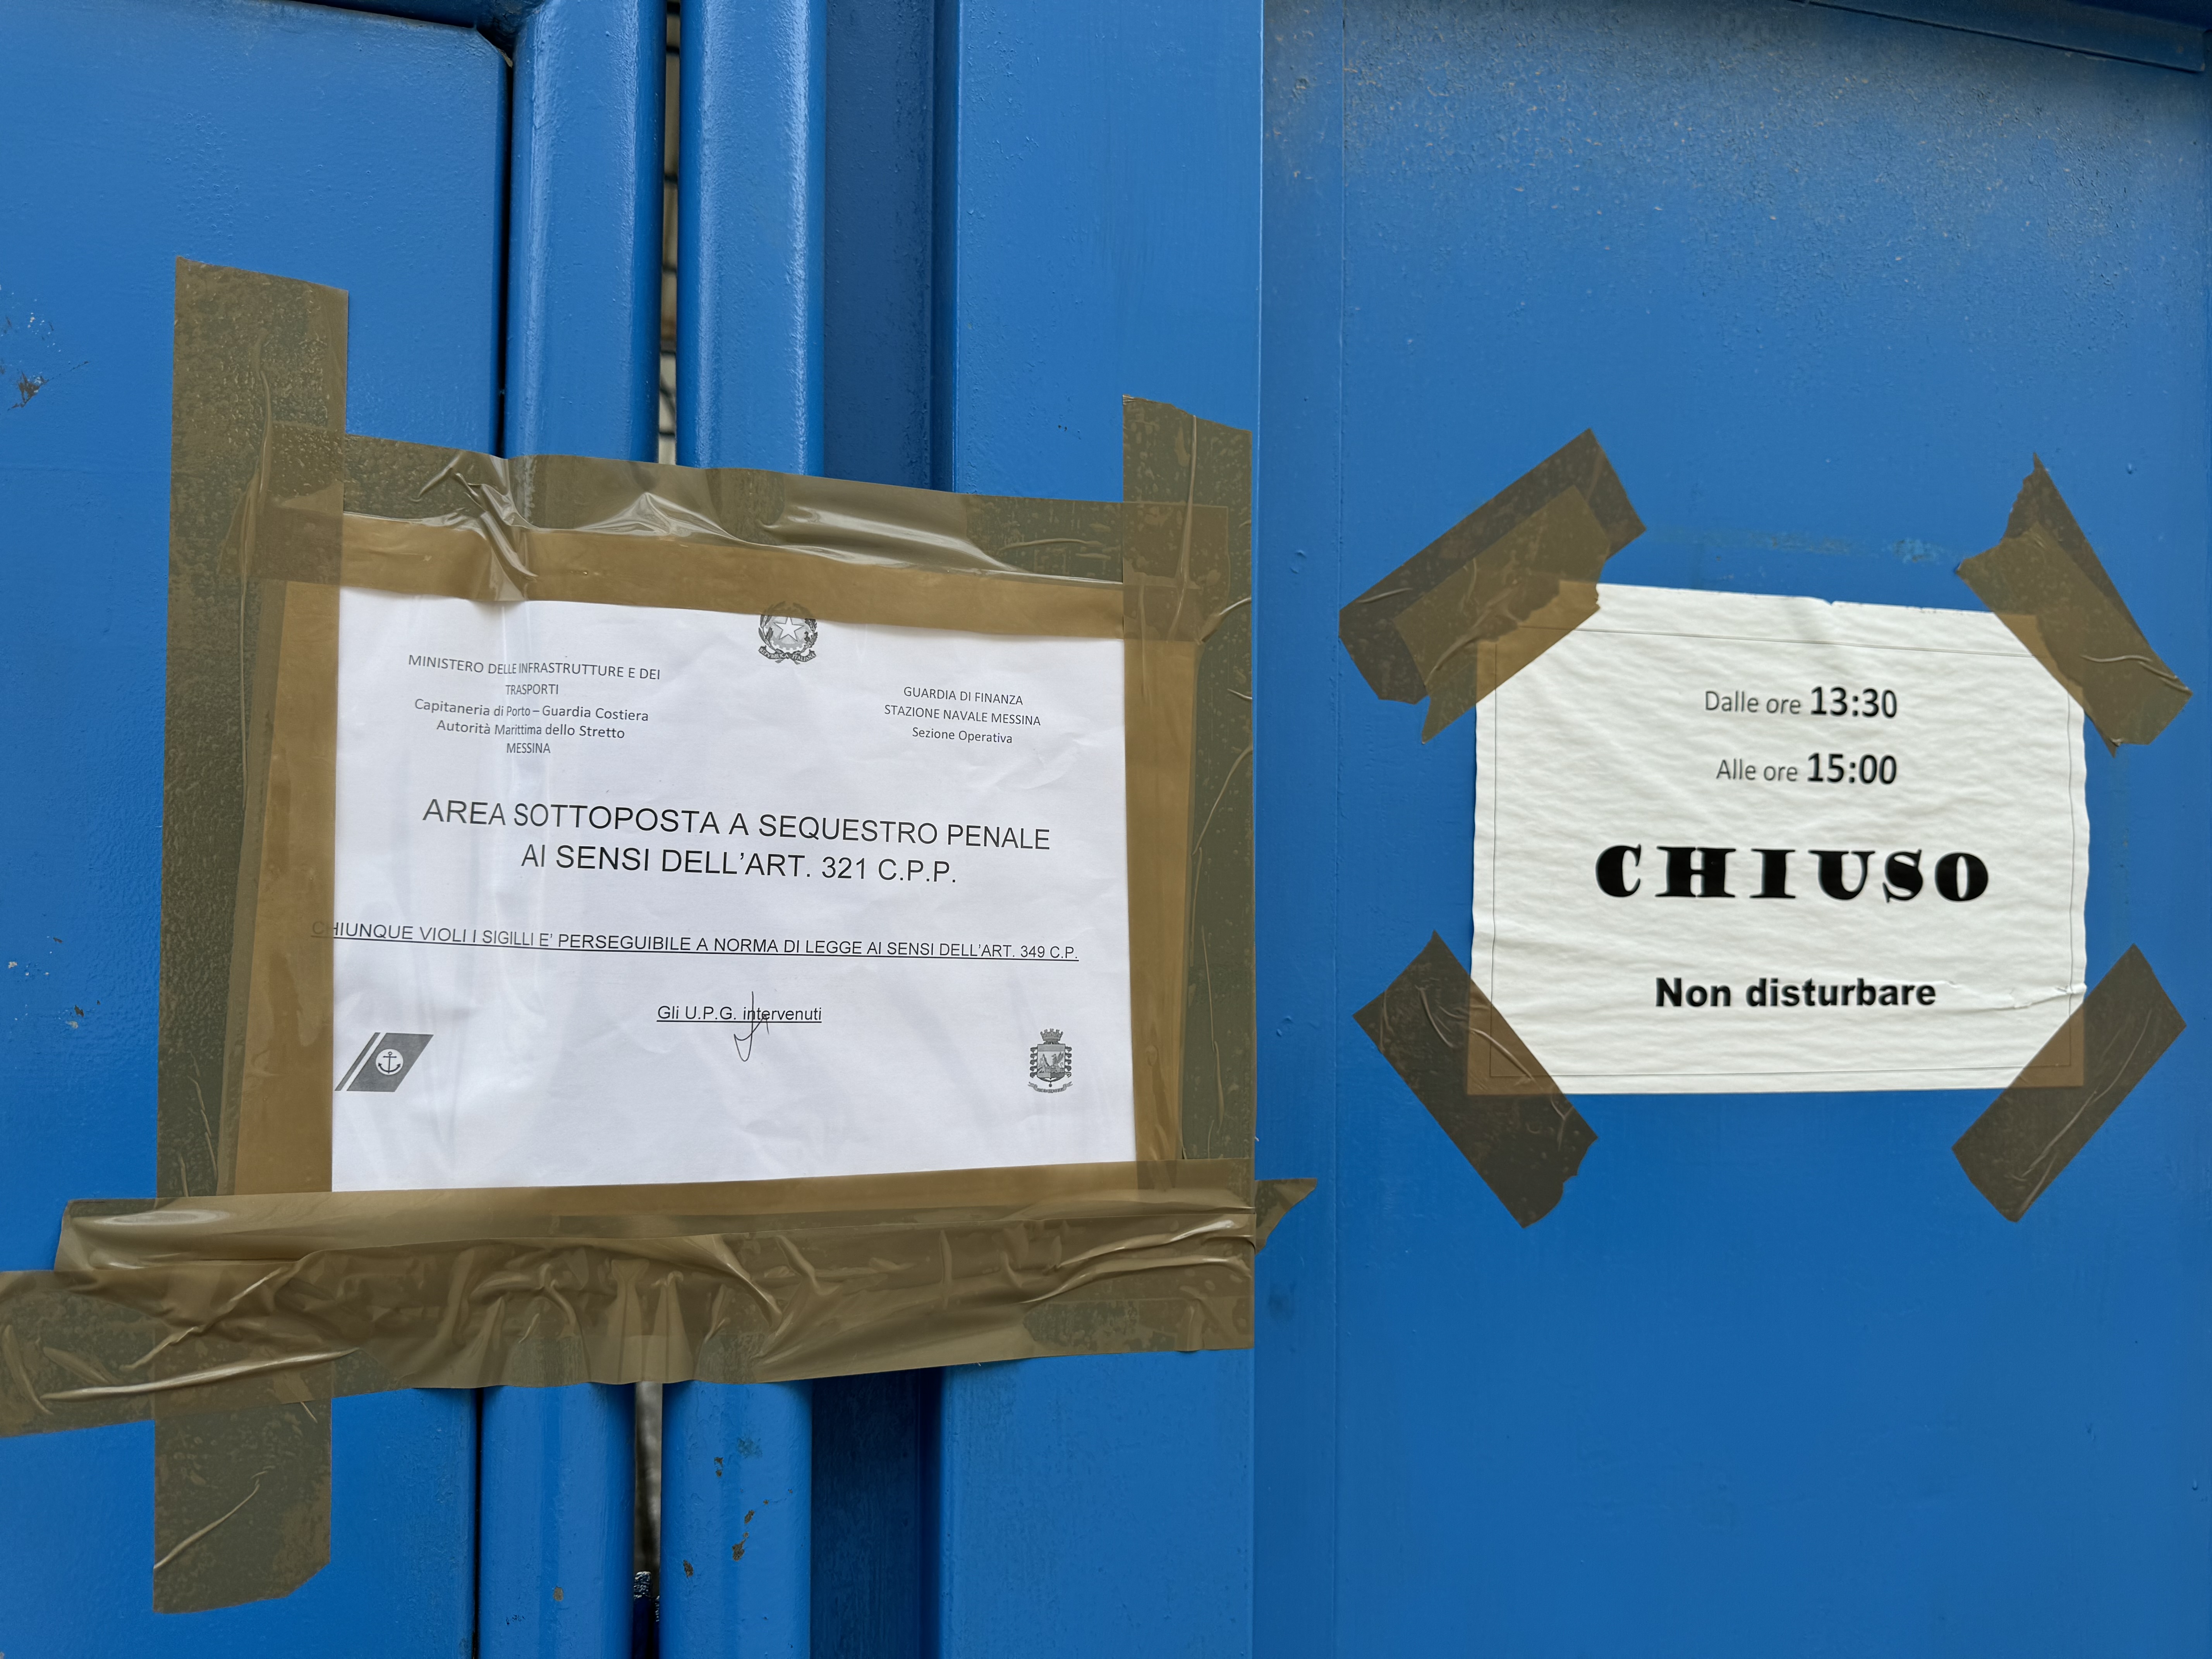 MINISTERO DELLE INFRASTRUTTURE E DEI
TRASPORTI
Capitaneria di Porto – Guardia Costiera
Autorità Marittima dello Stretto
MESSINA
GUARDIA DI FINANZA
STAZIONE NAVALE MESSINA
Sezione Operativa
AREA SOTTOPOSTA A SEQUESTRO PENALE
AI SENSI DELL'ART. 321 C.P.P.
CHIUNQUE VIOLI I SIGILLI E' PERSEGUIBILE A NORMA DI LEGGE AI SENSI DELL'ART. 349 C.P.
Gli U.P.G. intervenuti
Dalle ore 13:30
Alle ore 15:00
CHIUSO
Non disturbare